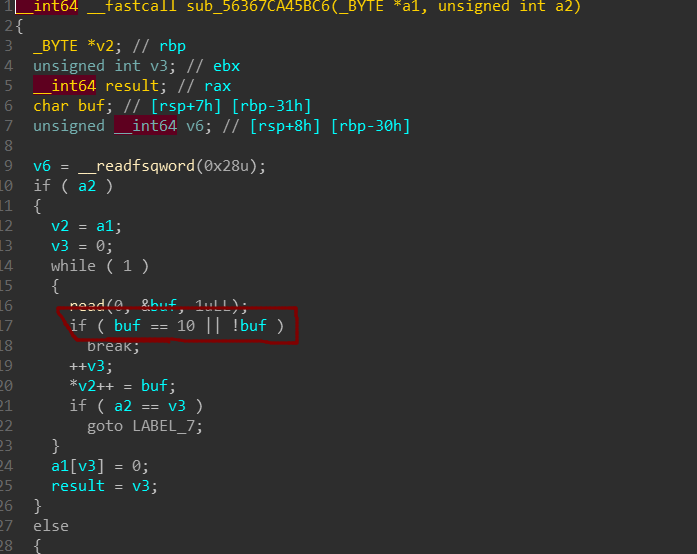 1 __int64 __fastcall sub_56367CA45BC6(_BYTE *a1, unsigned int a2)
2 {
3 _BYTE *v2; // rbp
4 unsigned int v3; // ebx
5 __int64 result; // rax
6 char buf; // [rsp+7h] [rbp-31h]
7 unsigned __int64 v6; // [rsp+8h] [rbp-30h]
8
9 v6 = __readfsqword(0x28u);
10 if ( a2 )
11 {
12 v2 = a1;
13 v3 = 0;
14 while ( 1 )
15 {
16 read(0, &buf, 1uLL);
17 if ( buf == 10 || !buf )
18 break;
19 ++v3;
20 *v2++ = buf;
21 if ( a2 == v3 )
22 goto LABEL_7;
23 }
24 a1[v3] = 0;
25 result = v3;
26 }
27 else
28 {